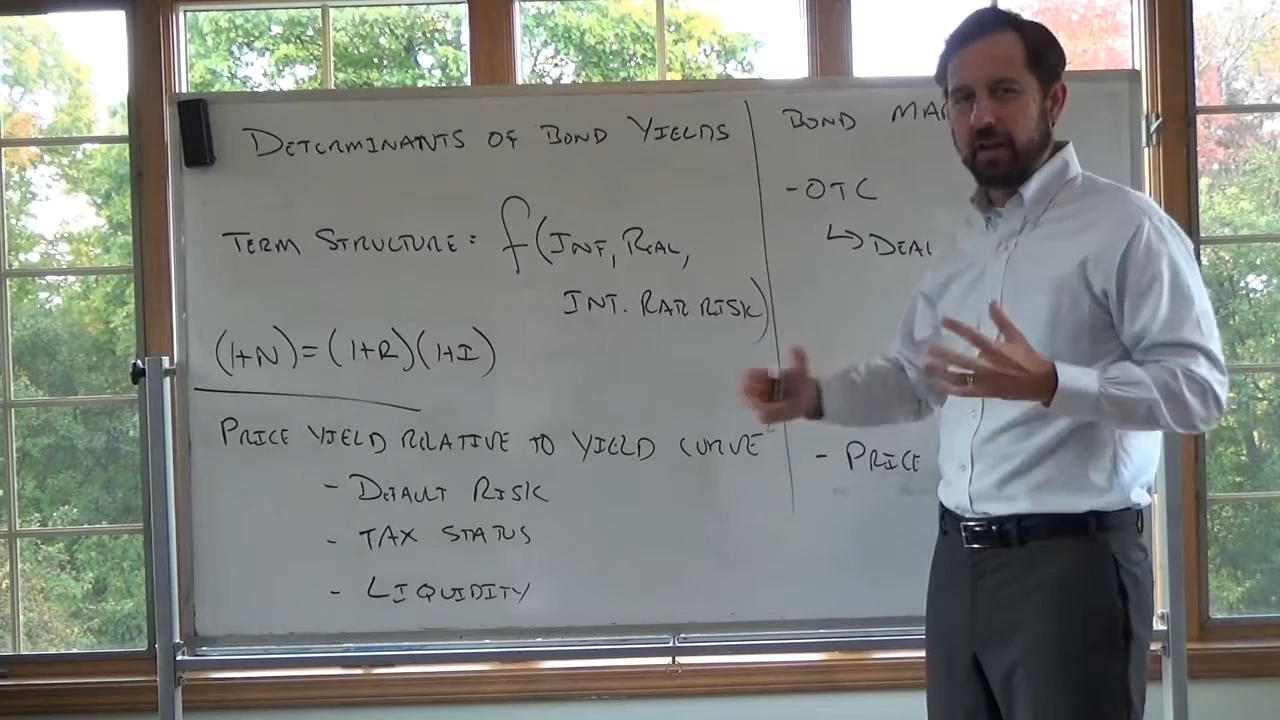 DETERMINANTS OF BOND YIELDS
TERM STRUCTURE: f(INF, REAL,
INT. RATE RISK)
(1+N)=(1+R)(1+I)
PRICE YIELD RELATIVE TO YIELD CURVE
- DEFAULT RISK
- TAX STATUS
- LIQUIDITY
BOND MA
- OTC
↳ DEAL
- PRICE